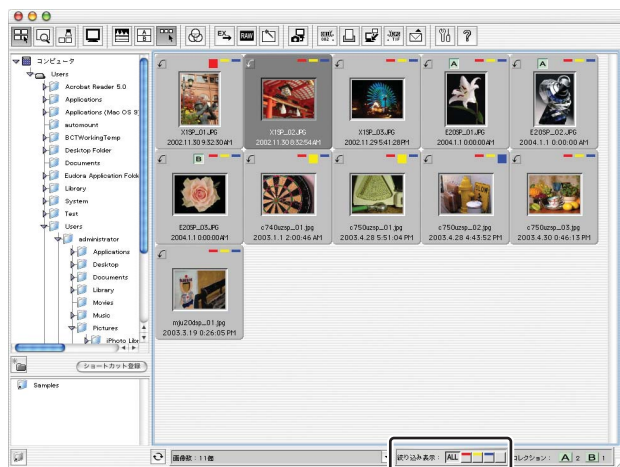 EX
RAW
コンピュータ
Users
Acrobat Reader 5.0
Applications
Applications (Mac OS 9
automount
BCTWorkingTemp
Desktop Folder
Documents
Eudora Application Fold
Library
System
Test
Users
administrator
Applications
Desktop
Documents
Library
Movies
Music
Pictures
iPhoto Libr
ショートカット登録
Samples
X1SP_01.JPG
2002.11.30 9:32:30 AM
X1SP_02.JPG
2002.11.30 8:32:54 AM
X1SP_03.JPG
2002.11.29 5:41:28 PM
A
E20SP_01.JPG
2004.1.1 0:00:00 AM
A
E20SP_02.JPG
2004.1.1 0:00:00 AM
B
E20SP_03.JPG
2004.1.1 0:00:00 AM
c740uzsp_01.jpg
2003.1.1 2:00:46 AM
c750uzsp_01.jpg
2003.4.28 5:51:04 PM
c750uzsp_02.jpg
2003.4.28 4:43:52 PM
c750uzsp_03.jpg
2003.4.30 0:46:13 PM
mju20dsp_01.jpg
2003.3.19 0:26:05 PM
画像数：11個
絞り込み表示： ALL
コレクション： A 2 B 1